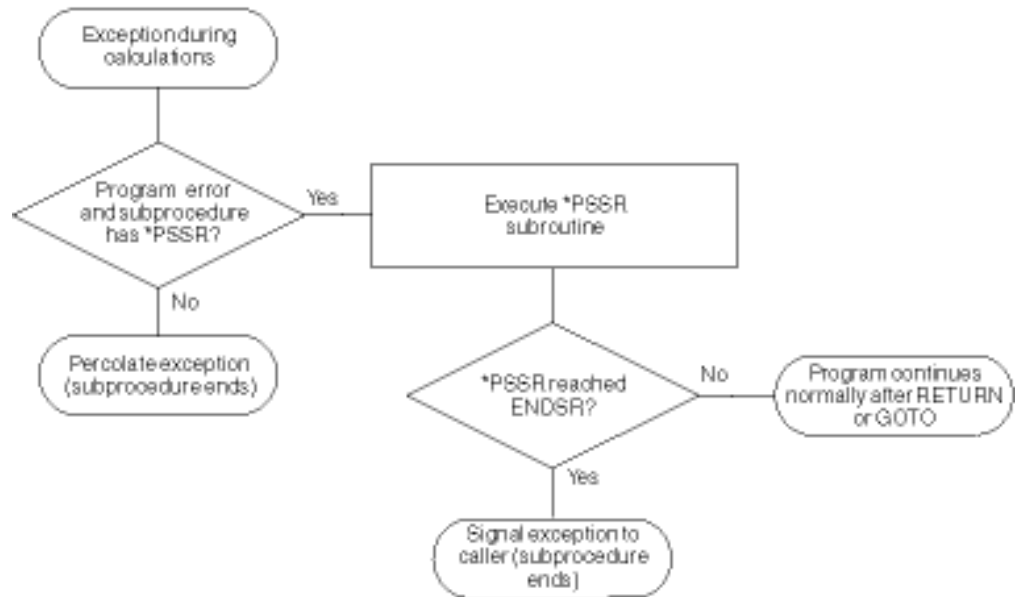 Exception during
calculations
Program error
and subprocedure
has *PSSR?
Yes
Execute *PSSR
subroutine
No
Percolate exception
(subprocedure ends)
*PSSR reached
ENDSR?
No
Program continues
normally after RETURN
or GOTO
Yes
Signal exception to
caller (subprocedure
ends)